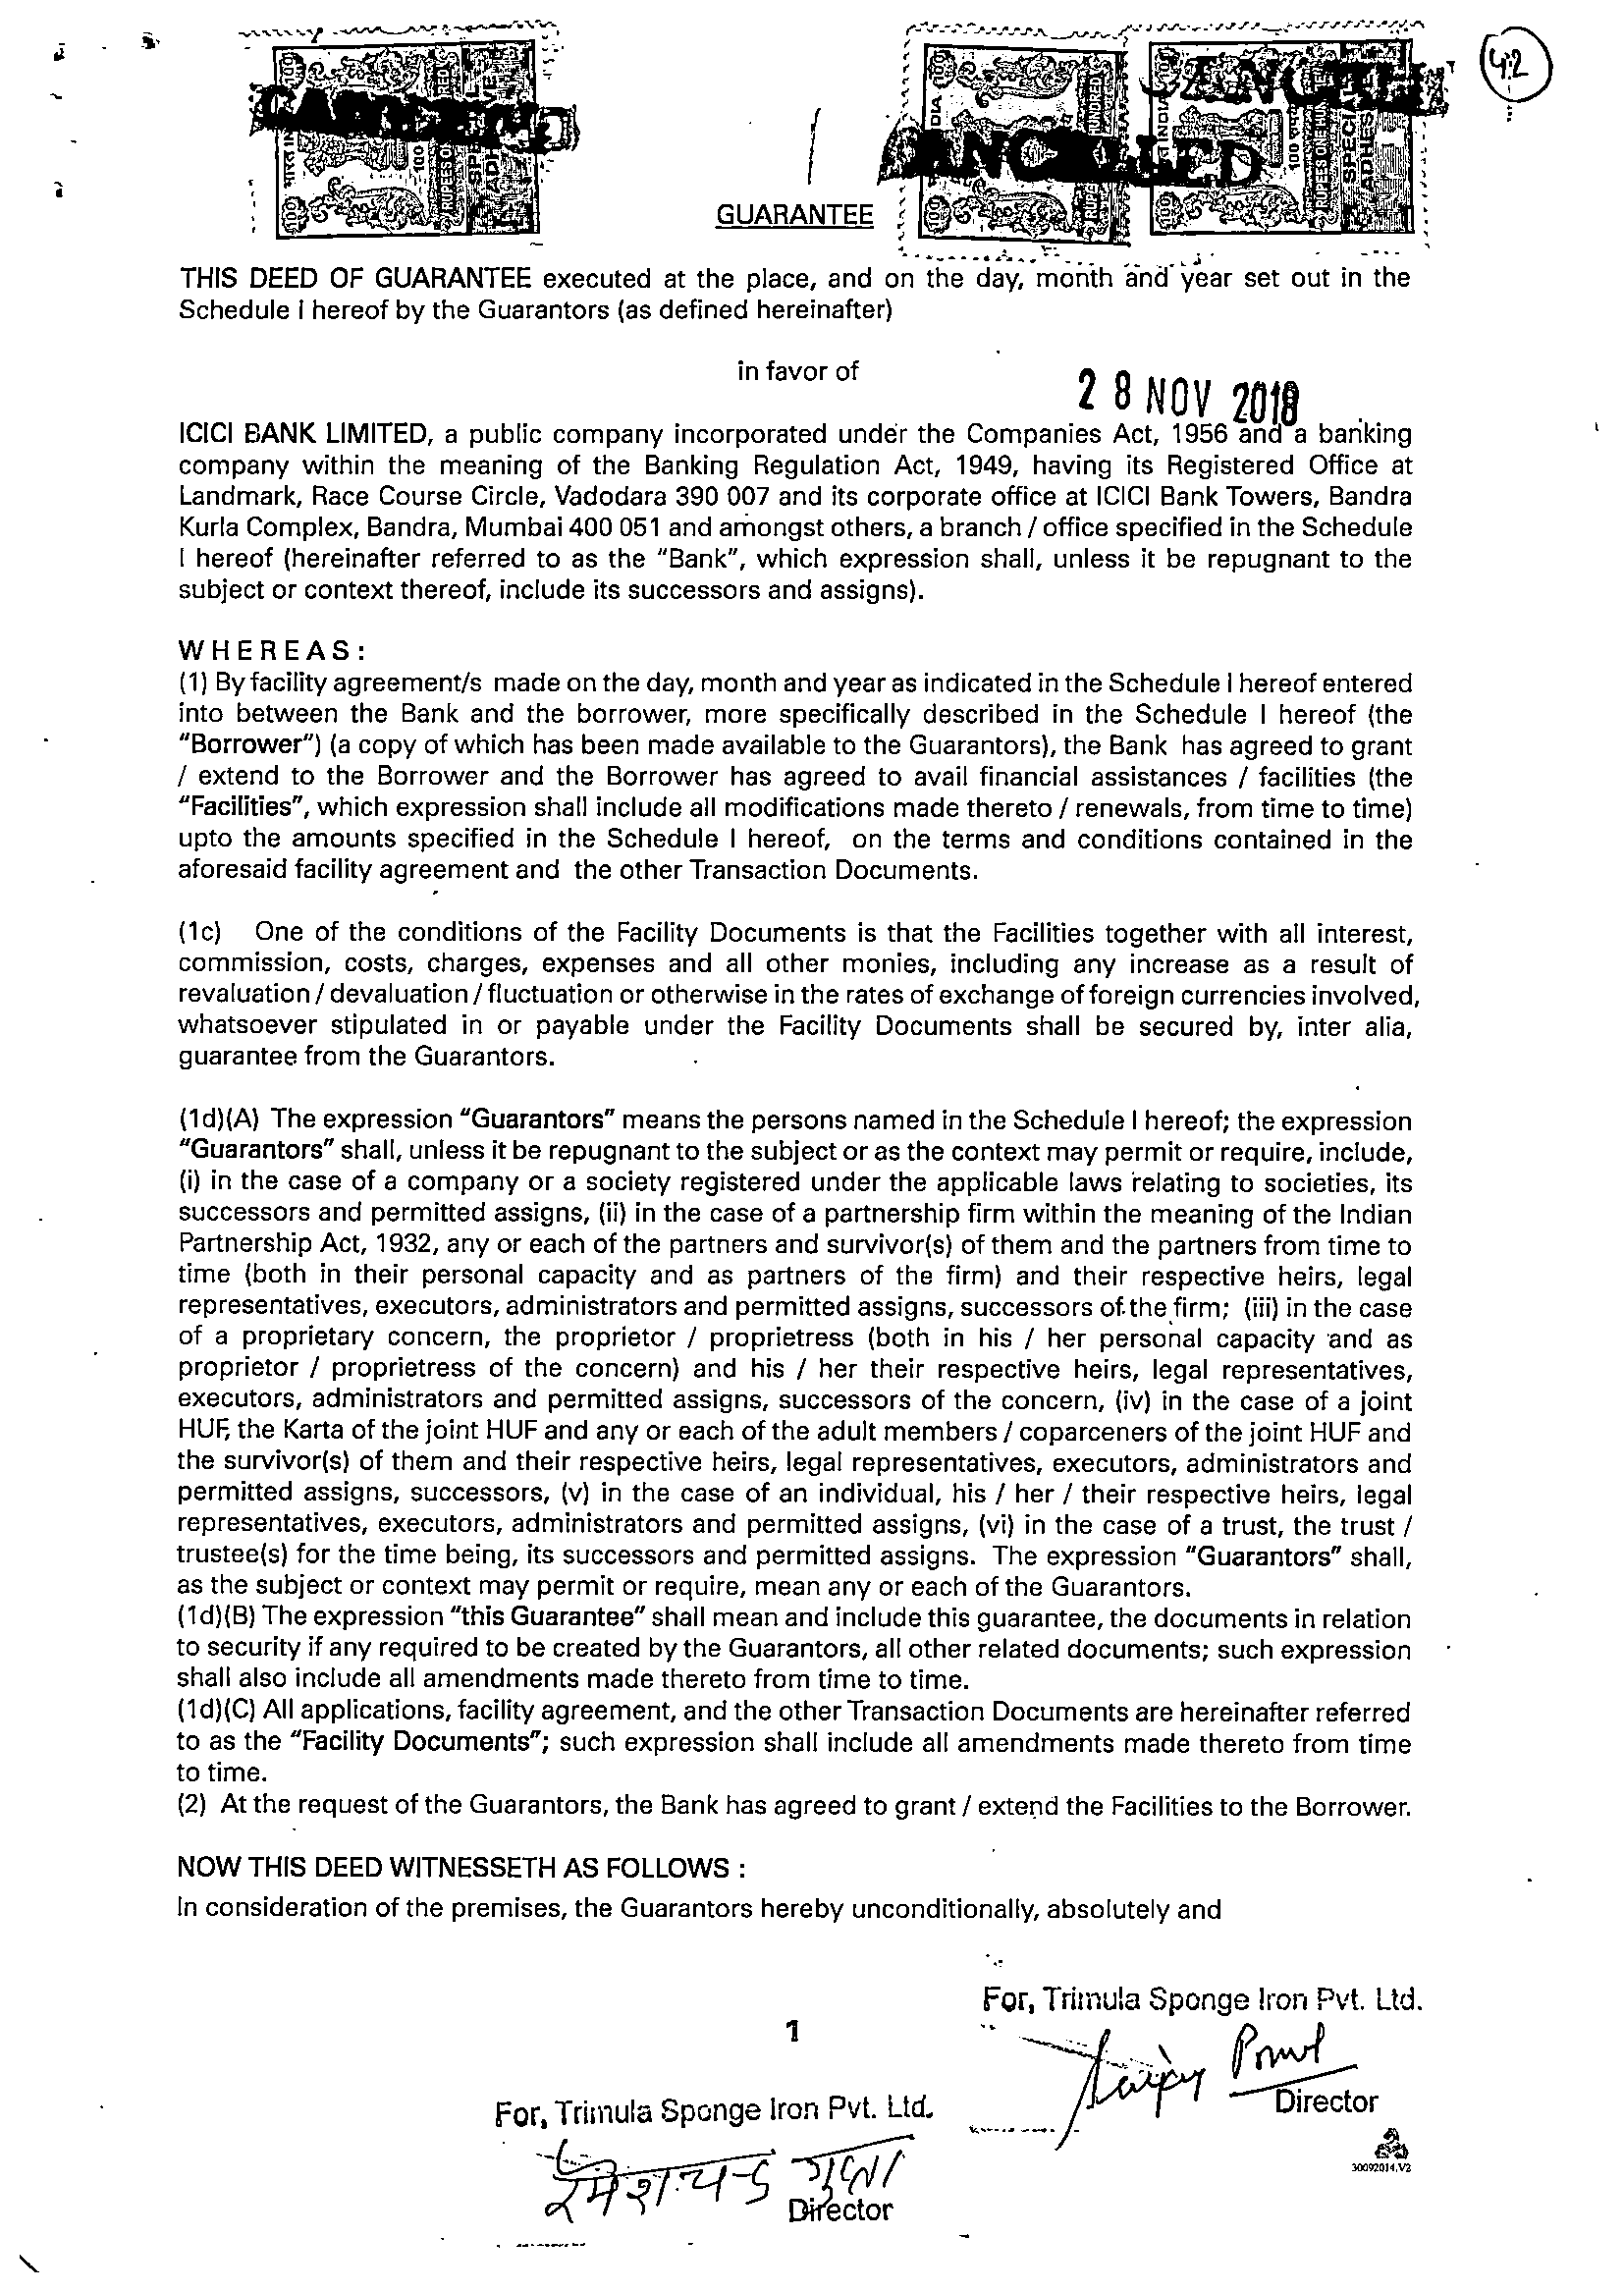 42
CANCELLED
CANCELLED
GUARANTEE
THIS DEED OF GUARANTEE executed at the place, and on the day, month and year set out in the
Schedule I hereof by the Guarantors (as defined hereinafter)
in favor of
28 NOV 2018
ICICI BANK LIMITED, a public company incorporated under the Companies Act, 1956 and a banking
company within the meaning of the Banking Regulation Act, 1949, having its Registered Office at
Landmark, Race Course Circle, Vadodara 390 007 and its corporate office at ICICI Bank Towers, Bandra
Kurla Complex, Bandra, Mumbai 400 051 and amongst others, a branch / office specified in the Schedule
I hereof (hereinafter referred to as the "Bank", which expression shall, unless it be repugnant to the
subject or context thereof, include its successors and assigns).
WHEREAS:
(1) By facility agreement/s made on the day, month and year as indicated in the Schedule I hereof entered
into between the Bank and the borrower, more specifically described in the Schedule I hereof (the
"Borrower") (a copy of which has been made available to the Guarantors), the Bank has agreed to grant
/ extend to the Borrower and the Borrower has agreed to avail financial assistances / facilities (the
"Facilities", which expression shall include all modifications made thereto / renewals, from time to time)
upto the amounts specified in the Schedule I hereof, on the terms and conditions contained in the
aforesaid facility agreement and the other Transaction Documents.
(1c) One of the conditions of the Facility Documents is that the Facilities together with all interest,
commission, costs, charges, expenses and all other monies, including any increase as a result of
revaluation / devaluation / fluctuation or otherwise in the rates of exchange of foreign currencies involved,
whatsoever stipulated in or payable under the Facility Documents shall be secured by, inter alia,
guarantee from the Guarantors.
(1d)(A) The expression "Guarantors" means the persons named in the Schedule I hereof; the expression
"Guarantors" shall, unless it be repugnant to the subject or as the context may permit or require, include,
(i) in the case of a company or a society registered under the applicable laws relating to societies, its
successors and permitted assigns, (ii) in the case of a partnership firm within the meaning of the Indian
Partnership Act, 1932, any or each of the partners and survivor(s) of them and the partners from time to
time (both in their personal capacity and as partners of the firm) and their respective heirs, legal
representatives, executors, administrators and permitted assigns, successors of the firm; (iii) in the case
of a proprietary concern, the proprietor / proprietress (both in his / her personal capacity and as
proprietor / proprietress of the concern) and his / her their respective heirs, legal representatives,
executors, administrators and permitted assigns, successors of the concern, (iv) in the case of a joint
HUF, the Karta of the joint HUF and any or each of the adult members / coparceners of the joint HUF and
the survivor(s) of them and their respective heirs, legal representatives, executors, administrators and
permitted assigns, successors, (v) in the case of an individual, his / her / their respective heirs, legal
representatives, executors, administrators and permitted assigns, (vi) in the case of a trust, the trust /
trustee(s) for the time being, its successors and permitted assigns. The expression "Guarantors" shall,
as the subject or context may permit or require, mean any or each of the Guarantors.
(1d)(B) The expression "this Guarantee" shall mean and include this guarantee, the documents in relation
to security if any required to be created by the Guarantors, all other related documents; such expression
shall also include all amendments made thereto from time to time.
(1d)(C) All applications, facility agreement, and the other Transaction Documents are hereinafter referred
to as the "Facility Documents"; such expression shall include all amendments made thereto from time
to time.
(2) At the request of the Guarantors, the Bank has agreed to grant / extend the Facilities to the Borrower.
NOW THIS DEED WITNESSETH AS FOLLOWS :
In consideration of the premises, the Guarantors hereby unconditionally, absolutely and
For, Trimula Sponge Iron Pvt. Ltd.
1
Director
For, Trimula Sponge Iron Pvt. Ltd.
रमेशचन्द गुप्ता
Director
30092014.V2